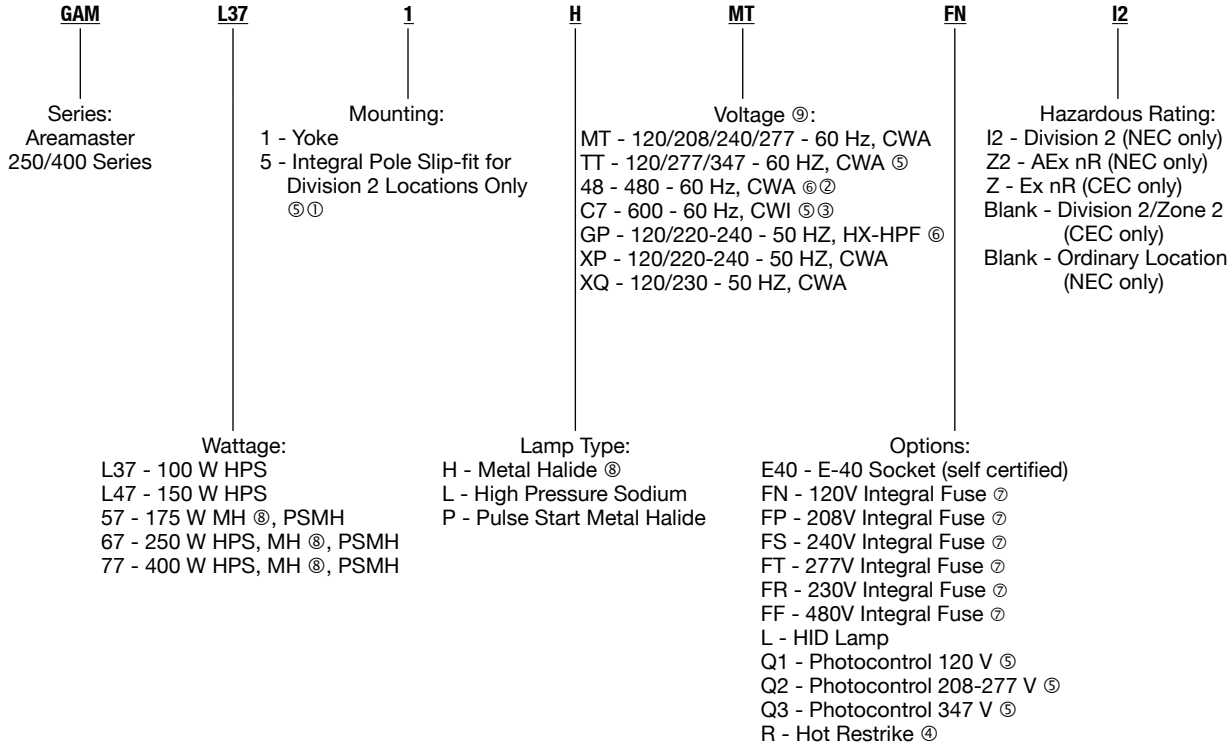 GAM L37 1 H MT FN I2
Series:
Areamaster
250/400 Series
Mounting:
1 - Yoke
5 - Integral Pole Slip-fit for
Division 2 Locations Only
⑤①
Voltage ⑨:
MT - 120/208/240/277 - 60 Hz, CWA
TT - 120/277/347 - 60 HZ, CWA ⑤
48 - 480 - 60 Hz, CWA ⑥②
C7 - 600 - 60 Hz, CWI ⑤③
GP - 120/220-240 - 50 HZ, HX-HPF ⑥
XP - 120/220-240 - 50 HZ, CWA
XQ - 120/230 - 50 HZ, CWA
Hazardous Rating:
I2 - Division 2 (NEC only)
Z2 - AEx nR (NEC only)
Z - Ex nR (CEC only)
Blank - Division 2/Zone 2
(CEC only)
Blank - Ordinary Location
(NEC only)
Wattage:
L37 - 100 W HPS
L47 - 150 W HPS
57 - 175 W MH ⑧, PSMH
67 - 250 W HPS, MH ⑧, PSMH
77 - 400 W HPS, MH ⑧, PSMH
Lamp Type:
H - Metal Halide ⑧
L - High Pressure Sodium
P - Pulse Start Metal Halide
Options:
E40 - E-40 Socket (self certified)
FN - 120V Integral Fuse ⑦
FP - 208V Integral Fuse ⑦
FS - 240V Integral Fuse ⑦
FT - 277V Integral Fuse ⑦
FR - 230V Integral Fuse ⑦
FF - 480V Integral Fuse ⑦
L - HID Lamp
Q1 - Photocontrol 120 V ⑤
Q2 - Photocontrol 208-277 V ⑤
Q3 - Photocontrol 347 V ⑤
R - Hot Restrike ④